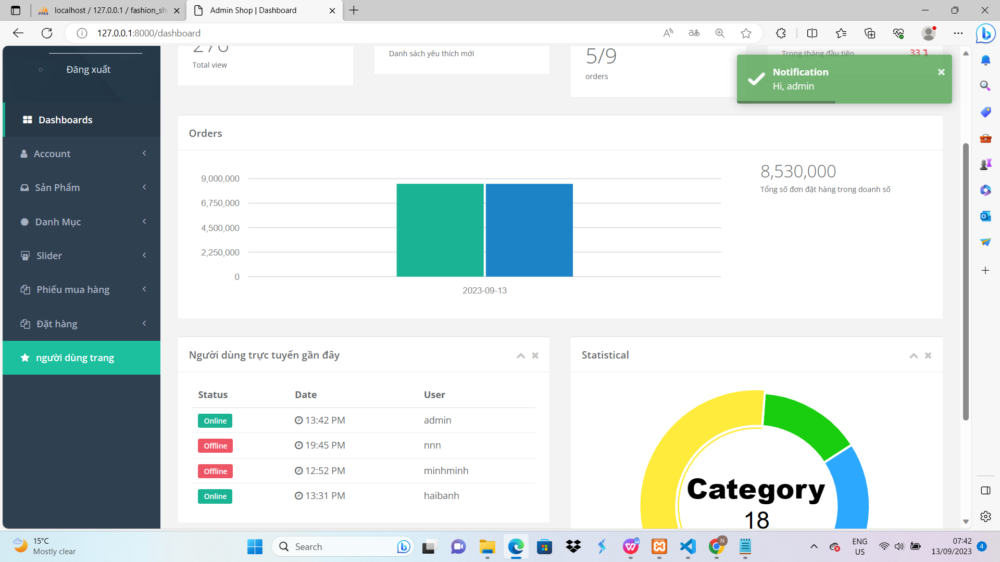 localhost / 127.0.0.1 / fashion_sh
Admin Shop | Dashboard
127.0.0.1:8000/dashboard
Đăng xuất
Dashboards
Account
Sản Phẩm
Danh Mục
Slider
Phiếu mua hàng
Đặt hàng
người dùng trang
Total view
Danh sách yêu thích mới
5/9
orders
Trong tháng đầu tiên
33
Notification
Hi, admin
Orders
9,000,000
6,750,000
4,500,000
2,250,000
0
2023-09-13
8,530,000
Tổng số đơn đặt hàng trong doanh số
Người dùng trực tuyến gần đây
Status Date User
Online 13:42 PM admin
Offline 19:45 PM nnn
Offline 12:52 PM minhminh
Online 13:31 PM haibanh
Statistical
Category
18
15°C
Mostly clear
Search
N
ENG
US
07:42
13/09/2023
4